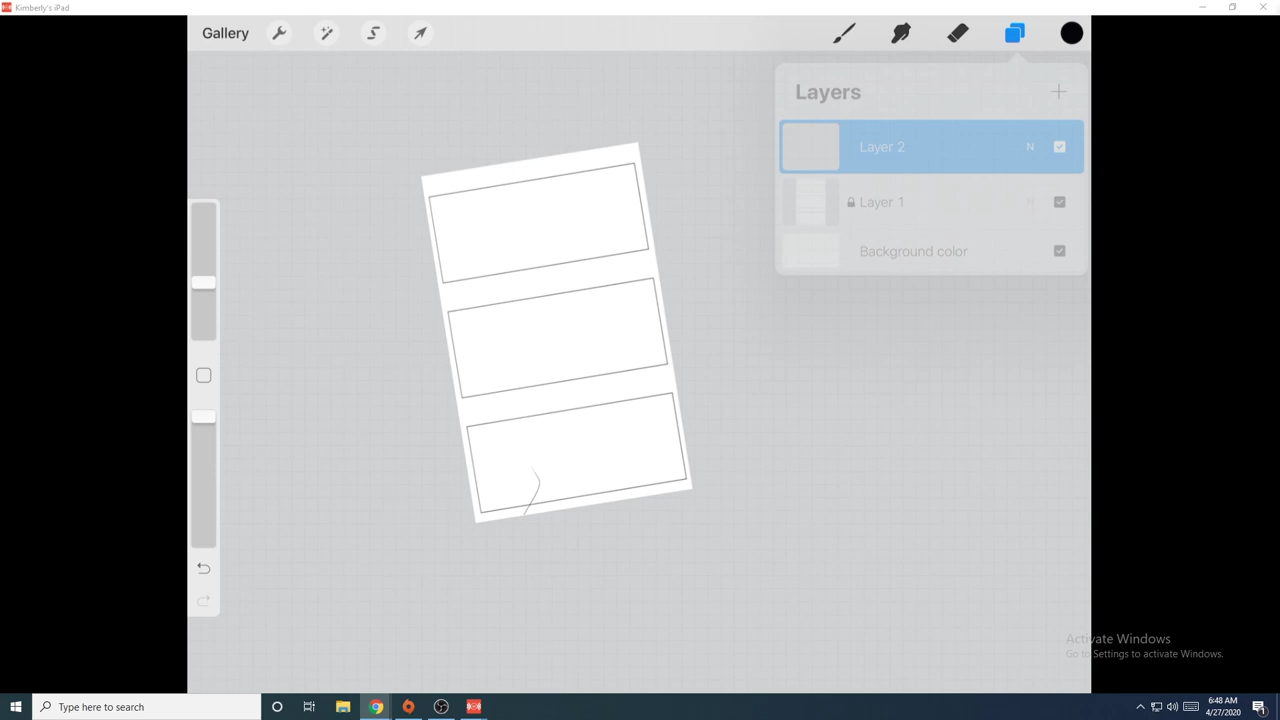 Kimberly's iPad
Gallery
Layers
Layer 2 N
Layer 1 N
Background color
Activate Windows
Go to Settings to activate Windows.
Type here to search
6:48 AM
4/27/2020
1